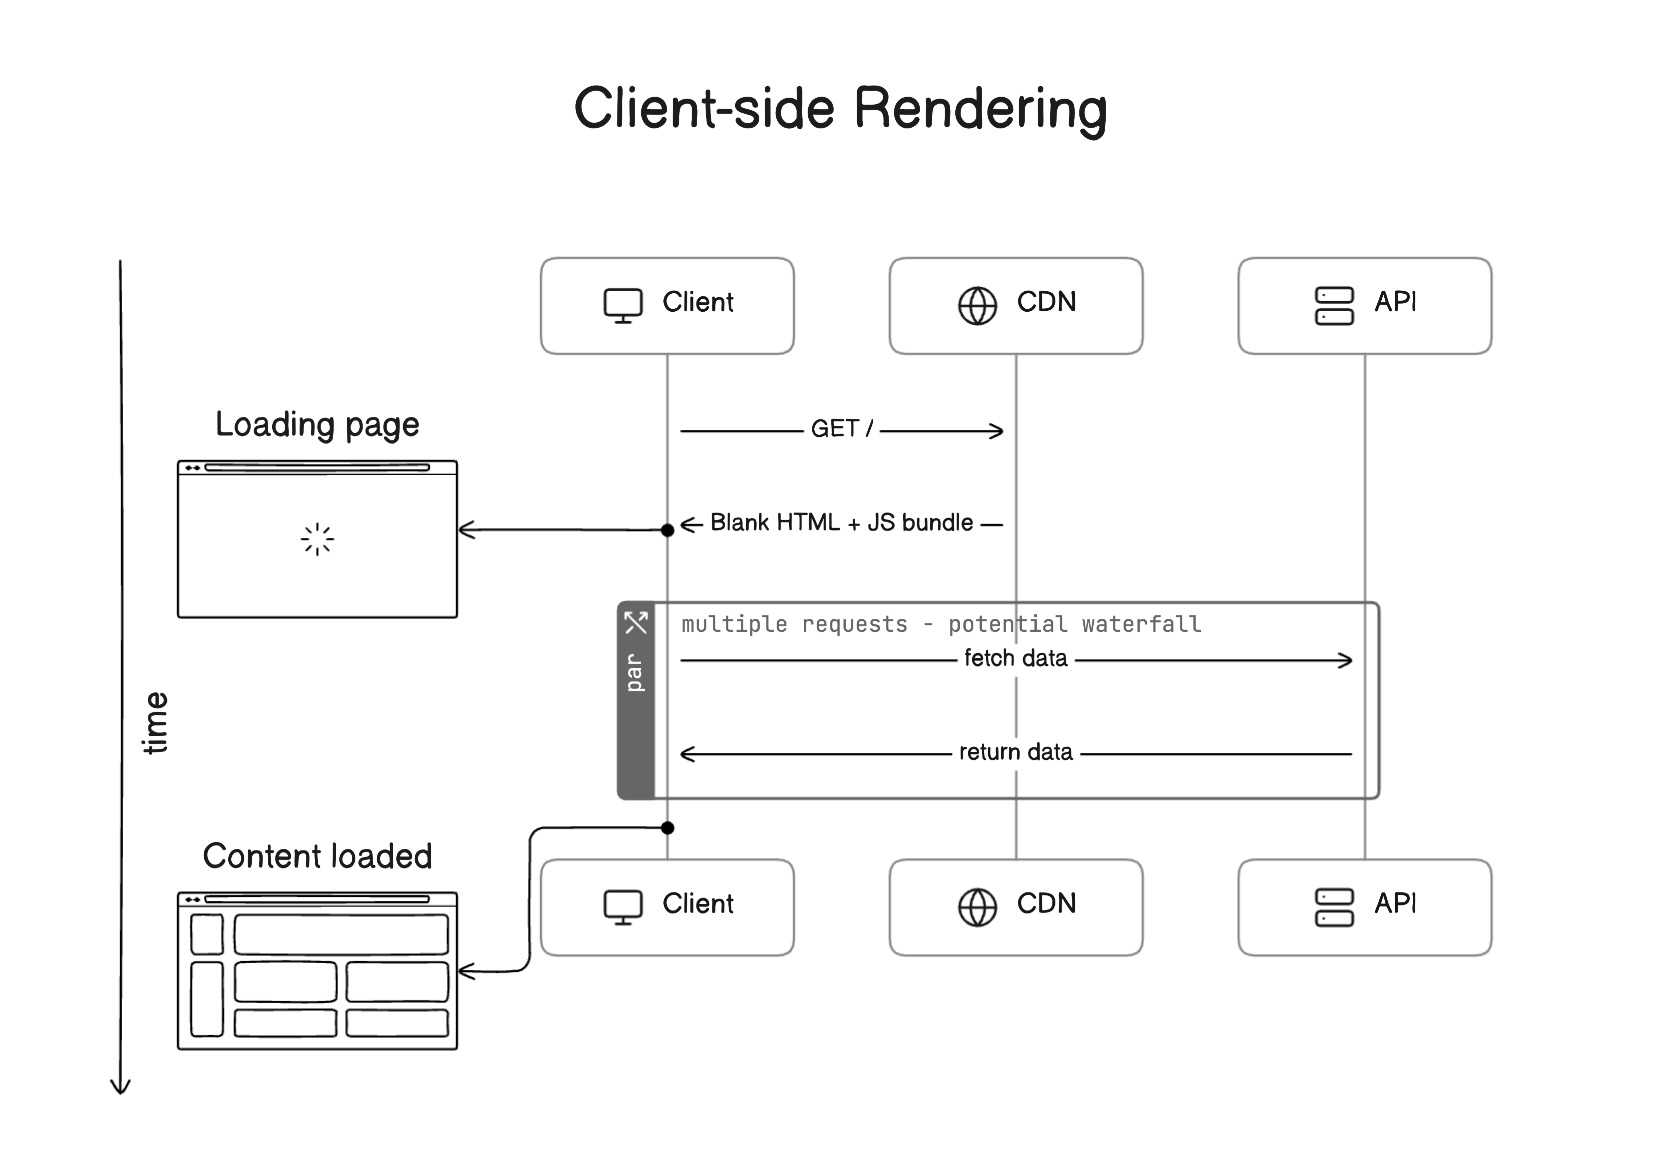 Client-side Rendering
Client
CDN
API
Loading page
GET /
Blank HTML + JS bundle
par
multiple requests - potential waterfall
fetch data
return data
time
Content loaded
Client
CDN
API